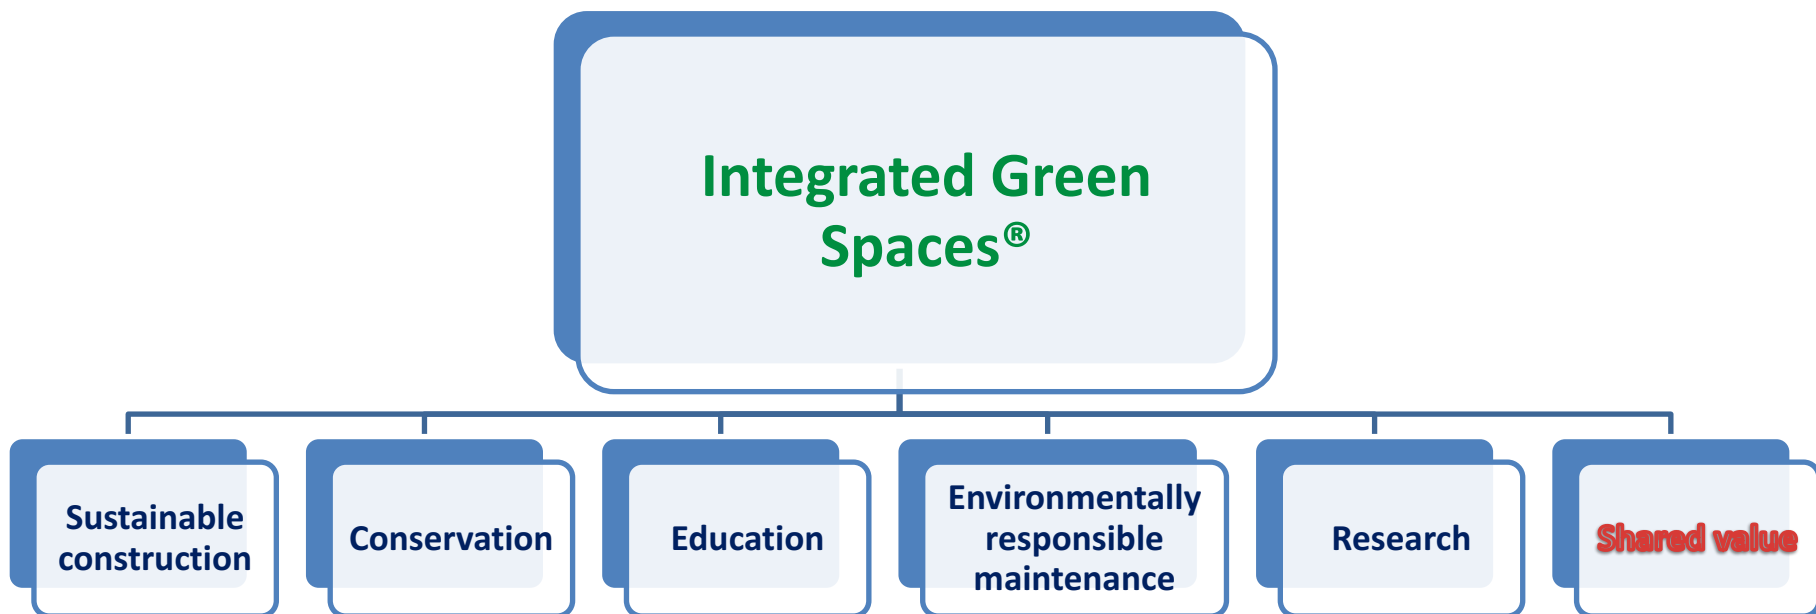 Integrated Green
Spaces®
Sustainable
construction
Conservation
Education
Environmentally
responsible
maintenance
Research
Shared value